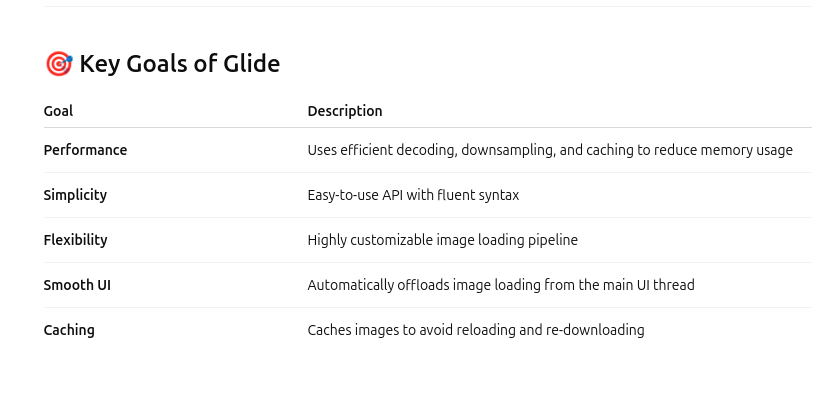 🎯 Key Goals of Glide
Goal Description
Performance Uses efficient decoding, downsampling, and caching to reduce memory usage
Simplicity Easy-to-use API with fluent syntax
Flexibility Highly customizable image loading pipeline
Smooth UI Automatically offloads image loading from the main UI thread
Caching Caches images to avoid reloading and re-downloading